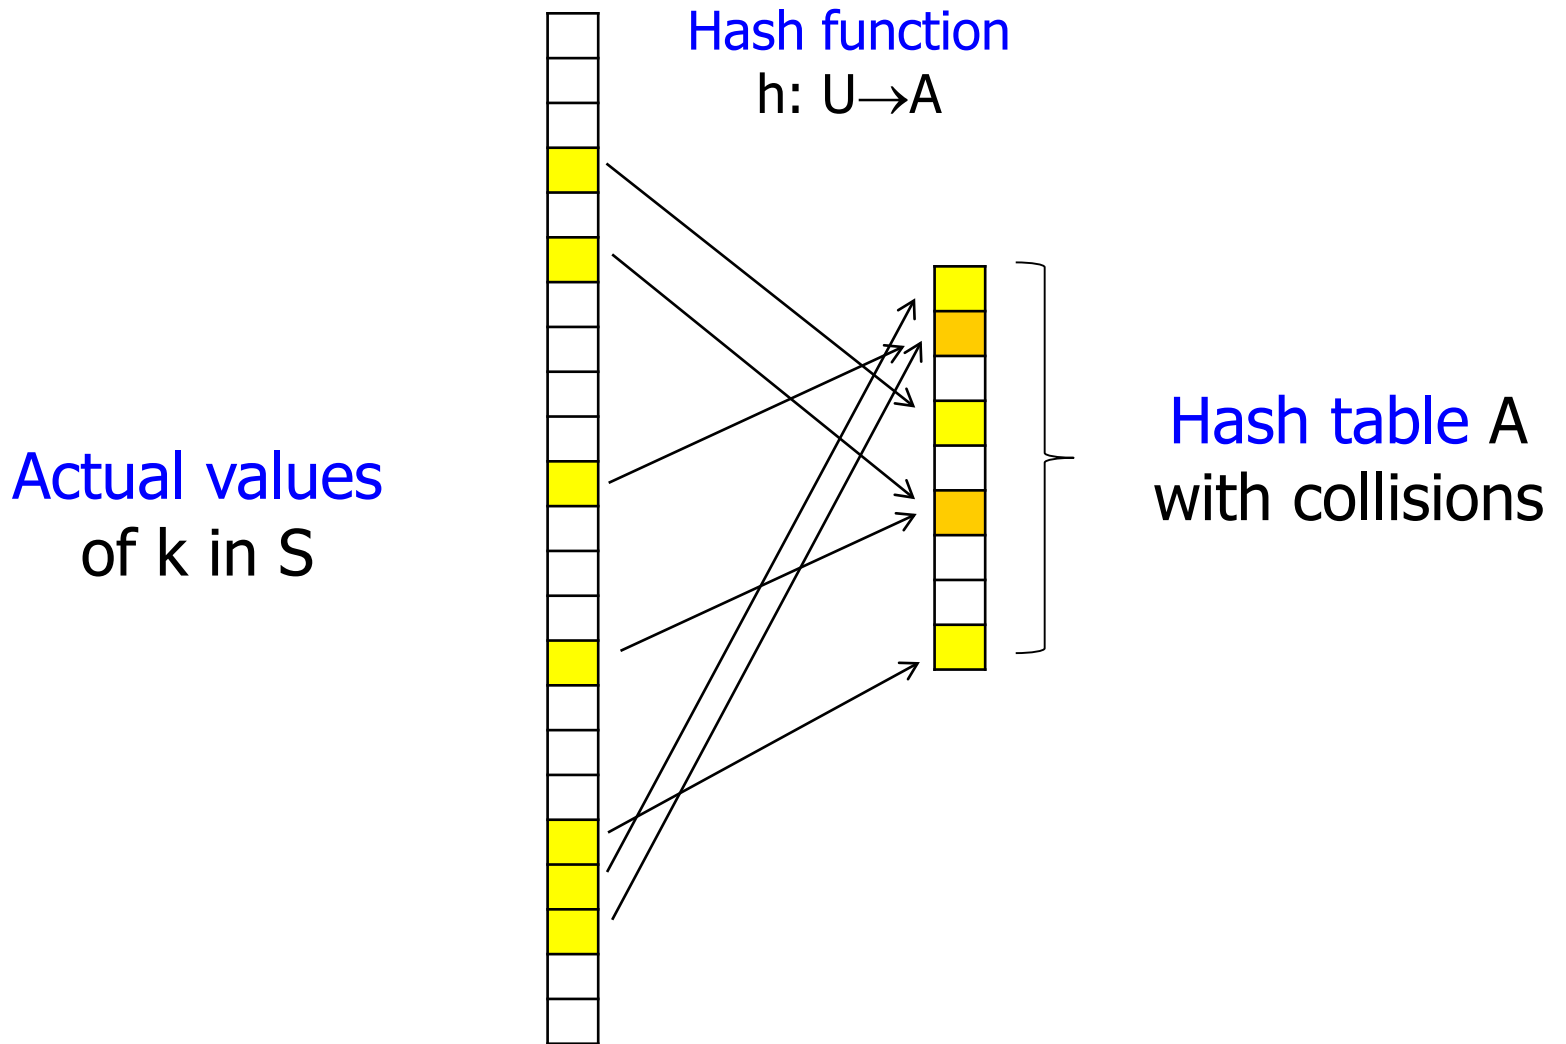 Hash function
h: U→A
Actual values
of k in S
Hash table A
with collisions